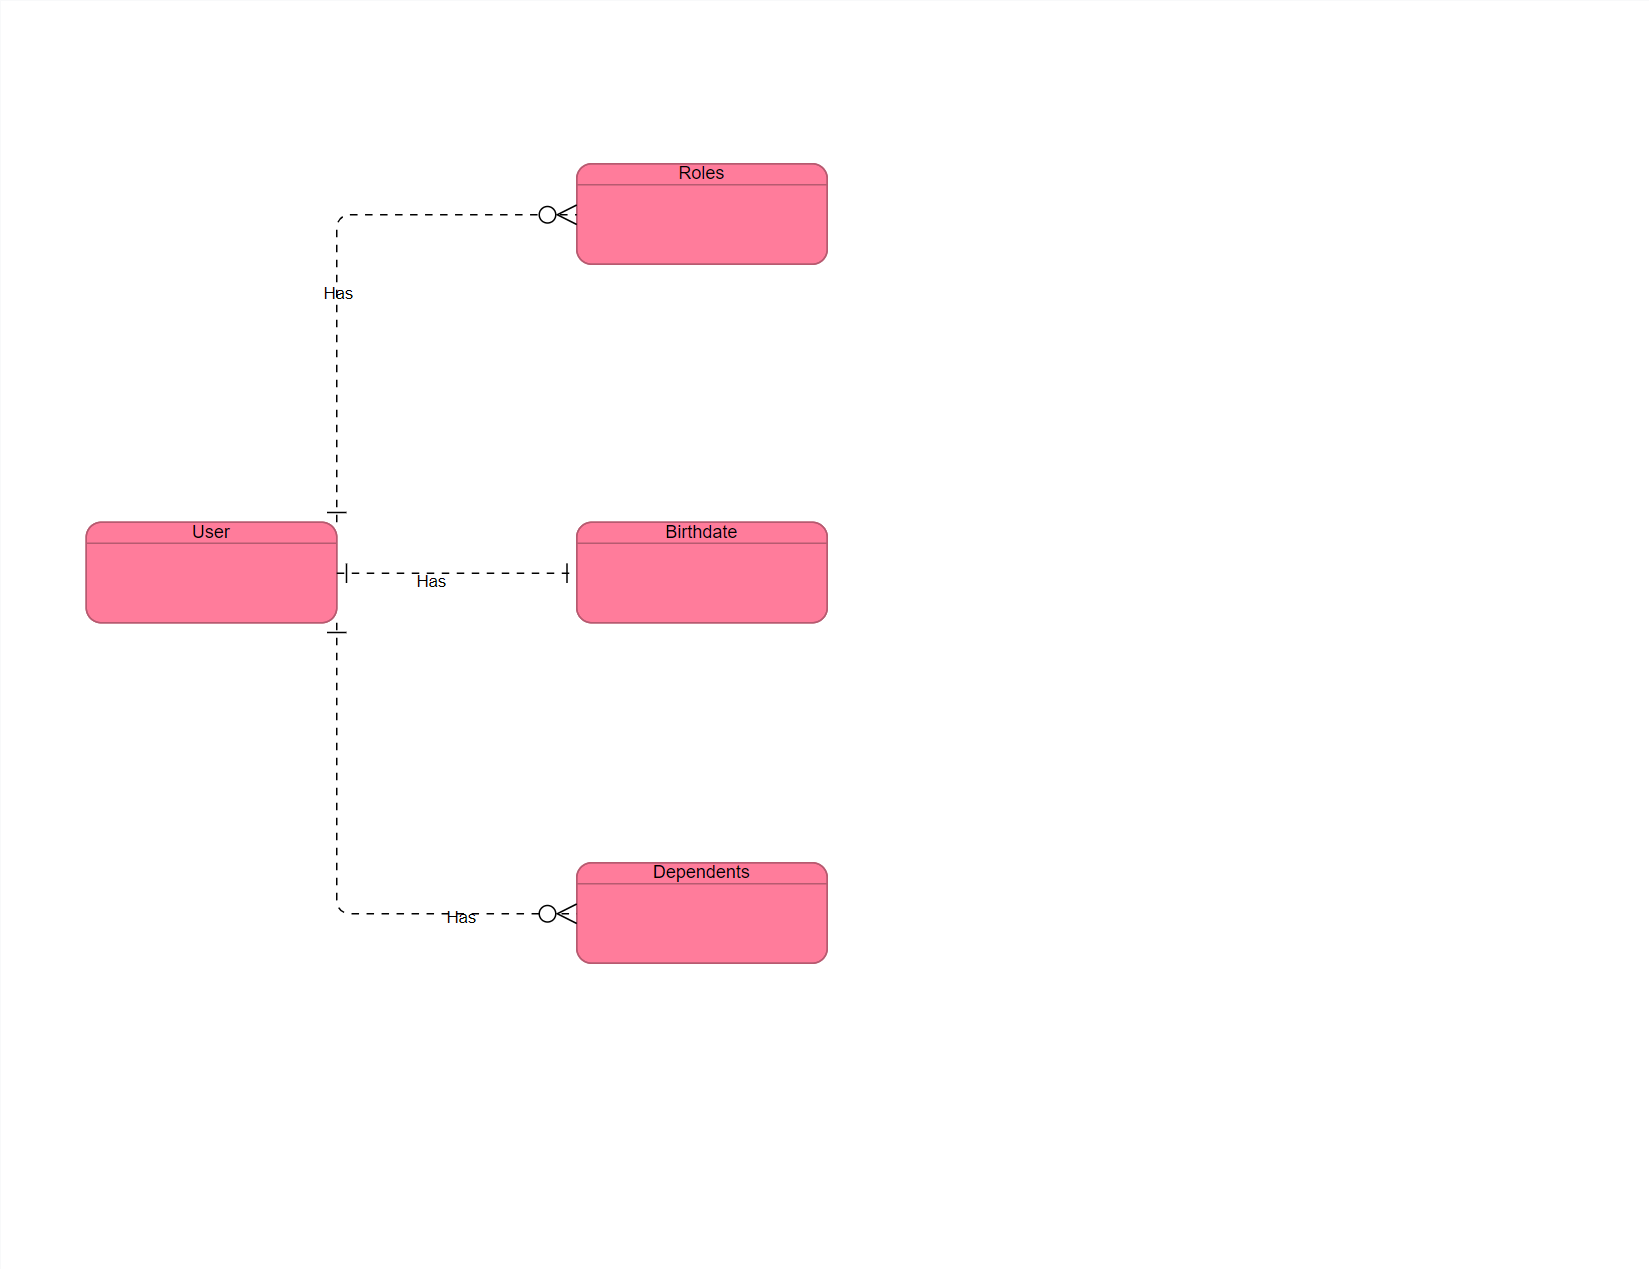 Roles
Has
User
Birthdate
Has
Dependents
Has